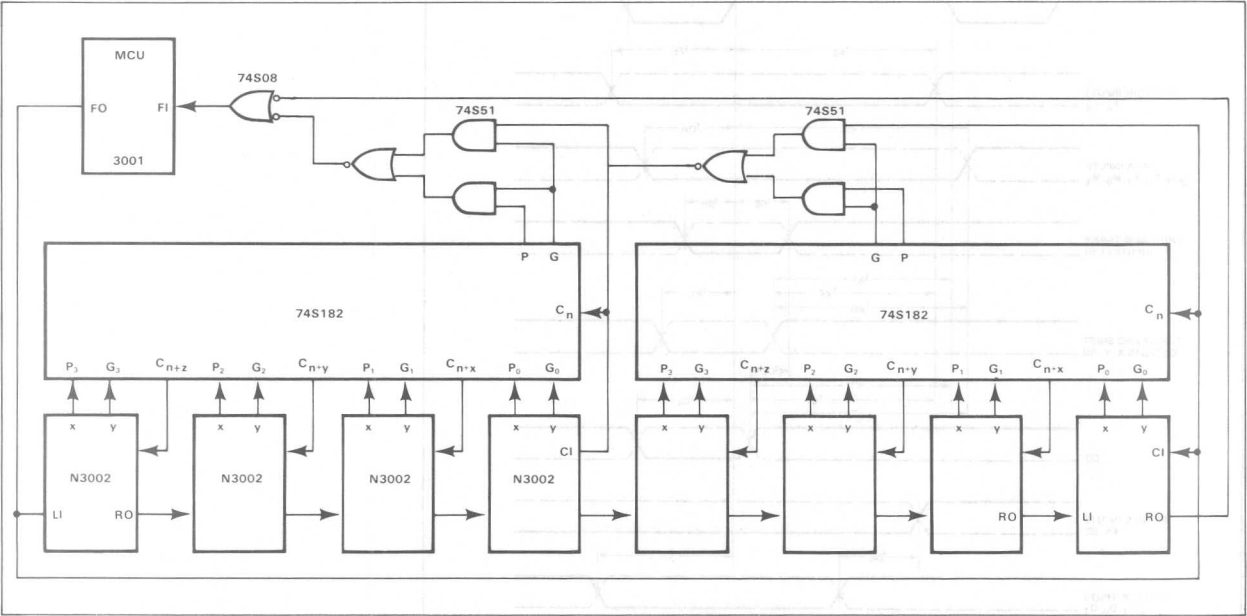 MCU
FO FI
3001
74S08
74S51
74S51
P G
G P
74S182
Cn
74S182
Cn
P3 G3 Cn+z P2 G2 Cn+y P1 G1 Cn+x P0 G0
P3 G3 Cn+z P2 G2 Cn+y P1 G1 Cn+x P0 G0
x y
x y
x y
x y
x y
x y
x y
x y
CI
CI
N3002
N3002
N3002
N3002
LI RO
RO
LI RO